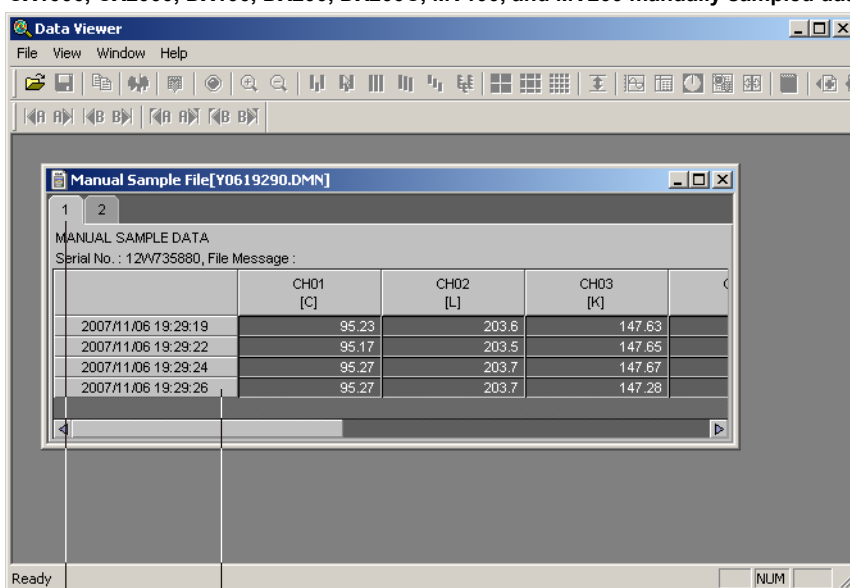 Data Viewer
File View Window Help
A A B B A A B B
Manual Sample File[Y0619290.DMN]
1 2
MANUAL SAMPLE DATA
Serial No. : 12W735880, File Message :
CH01 CH02 CH03
[C] [L] [K]
2007/11/06 19:29:19 95.23 203.6 147.63
2007/11/06 19:29:22 95.17 203.5 147.65
2007/11/06 19:29:24 95.27 203.7 147.67
2007/11/06 19:29:26 95.27 203.7 147.28
Ready NUM